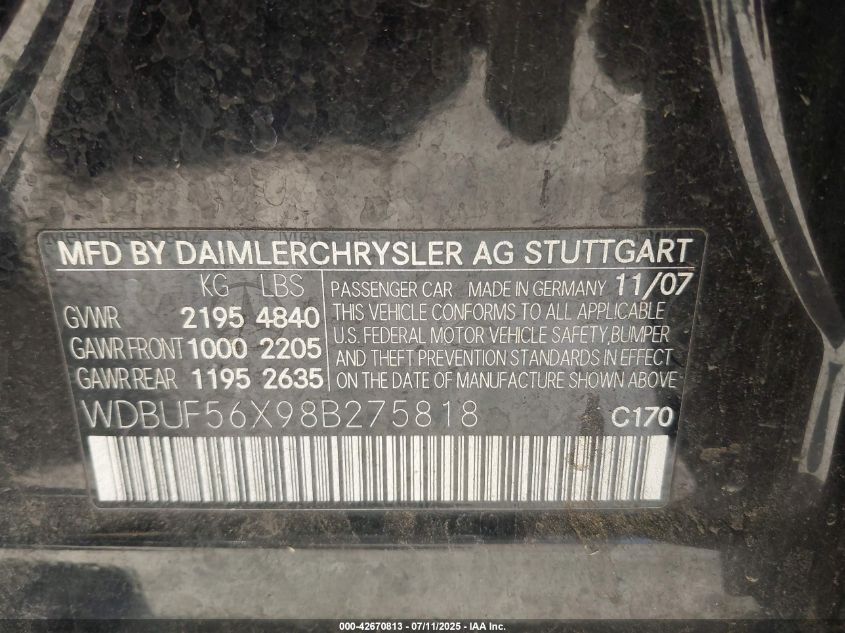 MFD BY DAIMLERCHRYSLER AG STUTTGART
KG LBS
GVWR 2195 4840
GAWR FRONT 1000 2205
GAWR REAR 1195 2635
PASSENGER CAR MADE IN GERMANY 11/07
THIS VEHICLE CONFORMS TO ALL APPLICABLE
U.S. FEDERAL MOTOR VEHICLE SAFETY, BUMPER
AND THEFT PREVENTION STANDARDS IN EFFECT
ON THE DATE OF MANUFACTURE SHOWN ABOVE
WDBUF56X98B275818 C170
000-42670813 - 07/11/2025 - IAA Inc.